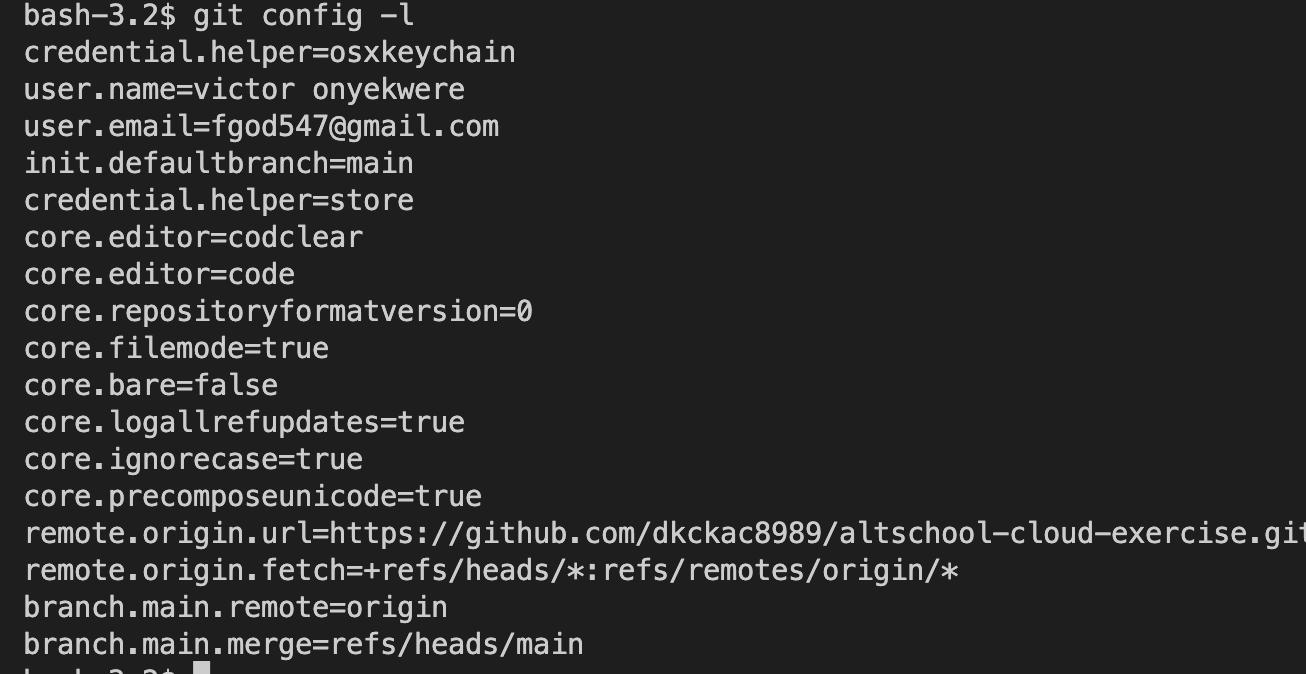 bash-3.2$ git config -l
credential.helper=osxkeychain
user.name=victor onyekwere
user.email=fgod547@gmail.com
init.defaultbranch=main
credential.helper=store
core.editor=codclear
core.editor=code
core.repositoryformatversion=0
core.filemode=true
core.bare=false
core.logallrefupdates=true
core.ignorecase=true
core.precomposeunicode=true
remote.origin.url=https://github.com/dkckac8989/altschool-cloud-exercise.git
remote.origin.fetch=+refs/heads/*:refs/remotes/origin/*
branch.main.remote=origin
branch.main.merge=refs/heads/main
bash-3.2$